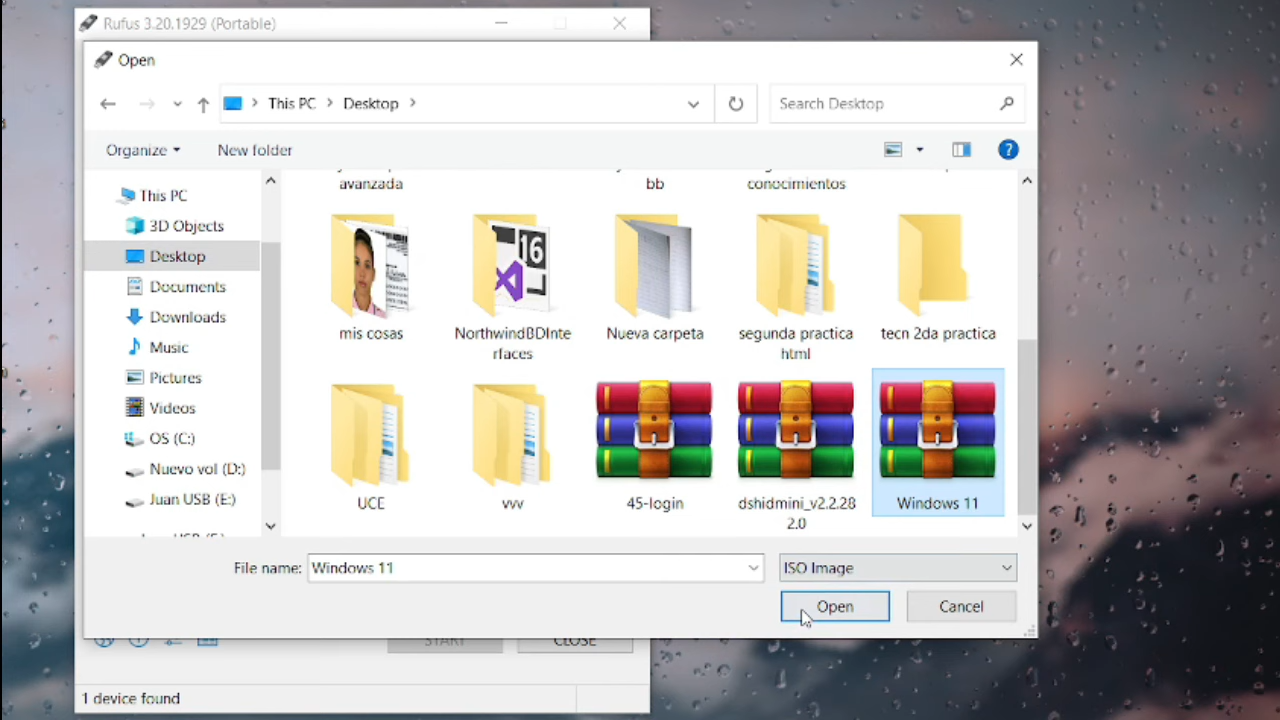 Rufus 3.20.1929 (Portable)
Open
This PC
Desktop
Search Desktop
Organize
New folder
This PC
3D Objects
Desktop
Documents
Downloads
Music
Pictures
Videos
OS (C:)
Nuevo vol (D:)
Juan USB (E:)
avanzada
bb
conocimientos
16
mis cosas
NorthwindBDInte
rfaces
Nueva carpeta
segunda practica
html
tecn 2da practica
UCE
vvv
45-login
dshidmini_v2.2.28
2.0
Windows 11
File name:
Windows 11
ISO Image
Open
Cancel
START
CLOSE
1 device found